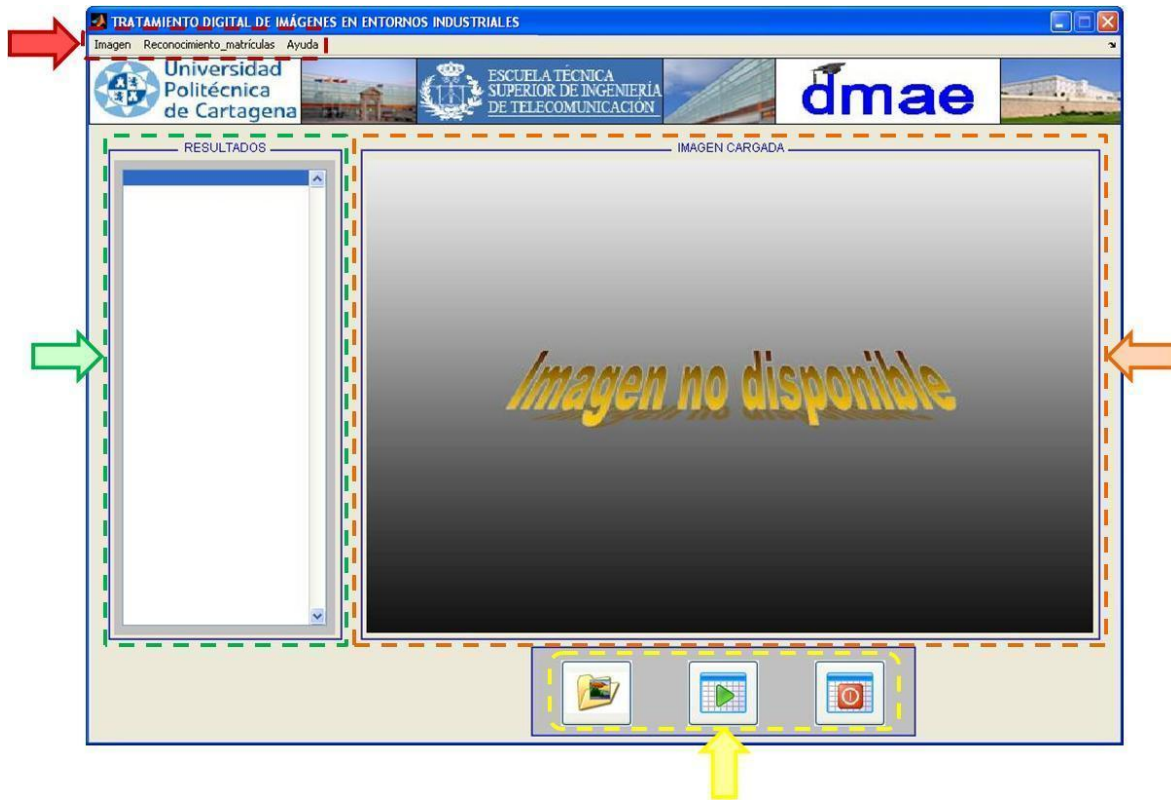 TRATAMIENTO DIGITAL DE IMÁGENES EN ENTORNOS INDUSTRIALES
Imagen Reconocimiento_matrículas Ayuda
Universidad
Politécnica
de Cartagena
ESCUELA TÉCNICA
SUPERIOR DE INGENIERÍA
DE TELECOMUNICACIÓN
dmae
RESULTADOS
IMAGEN CARGADA
Imagen no disponible